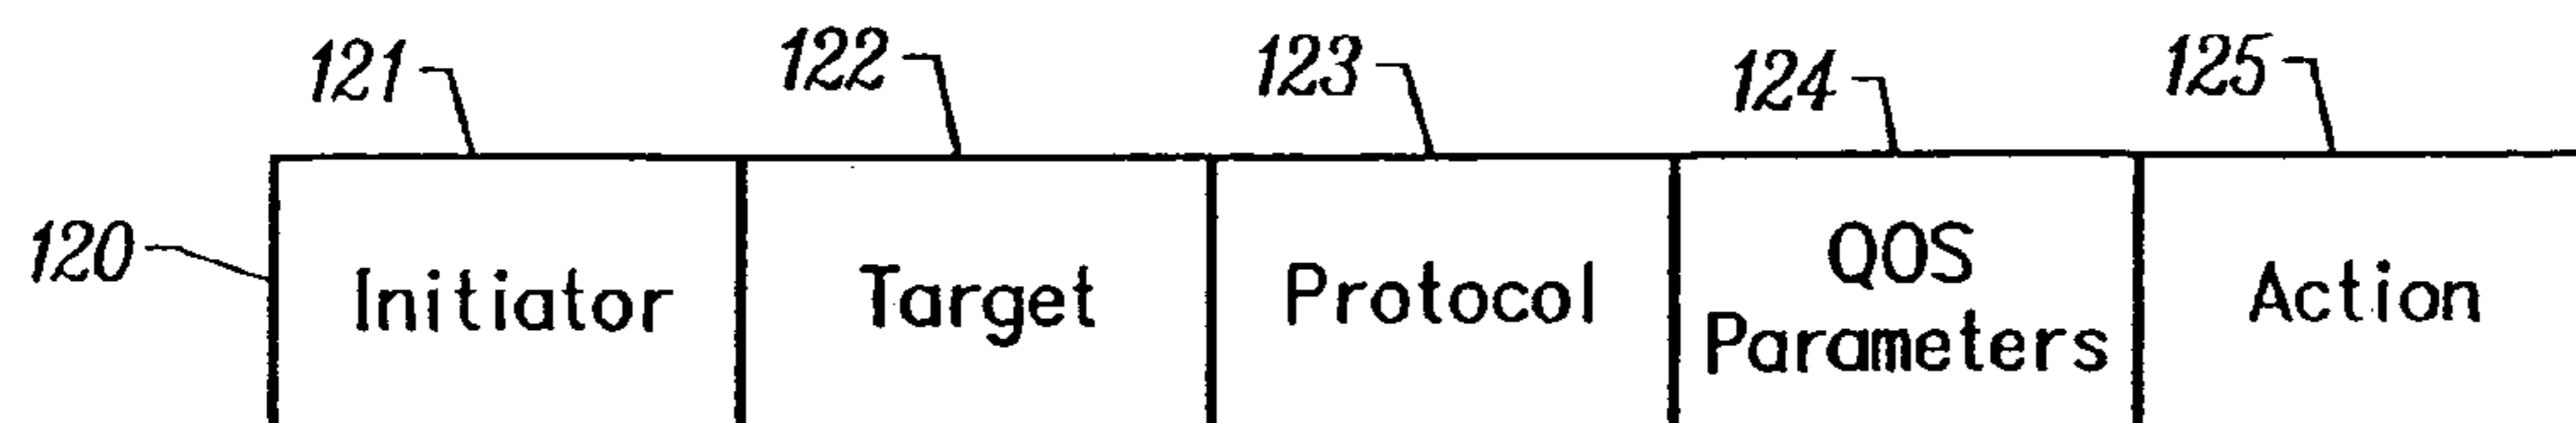 121 122 123 124 125
120
Initiator Target Protocol QOS Parameters Action